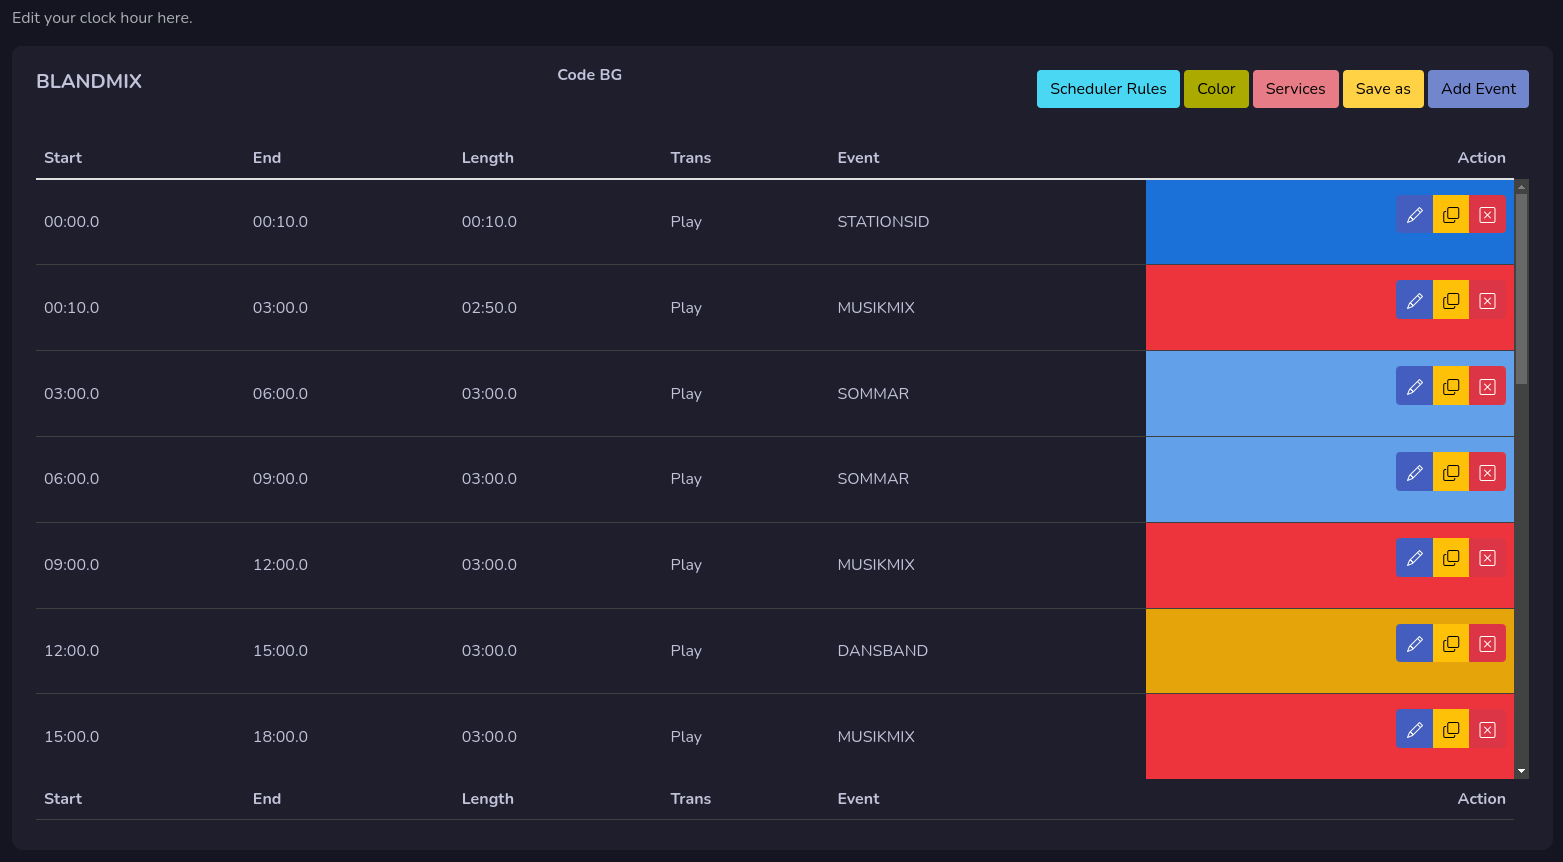 Edit your clock hour here.
BLANDMIX Code BG Scheduler Rules Color Services Save as Add Event
Start End Length Trans Event Action
00:00.0 00:10.0 00:10.0 Play STATIONSID
00:10.0 03:00.0 02:50.0 Play MUSIKMIX
03:00.0 06:00.0 03:00.0 Play SOMMAR
06:00.0 09:00.0 03:00.0 Play SOMMAR
09:00.0 12:00.0 03:00.0 Play MUSIKMIX
12:00.0 15:00.0 03:00.0 Play DANSBAND
15:00.0 18:00.0 03:00.0 Play MUSIKMIX
Start End Length Trans Event Action